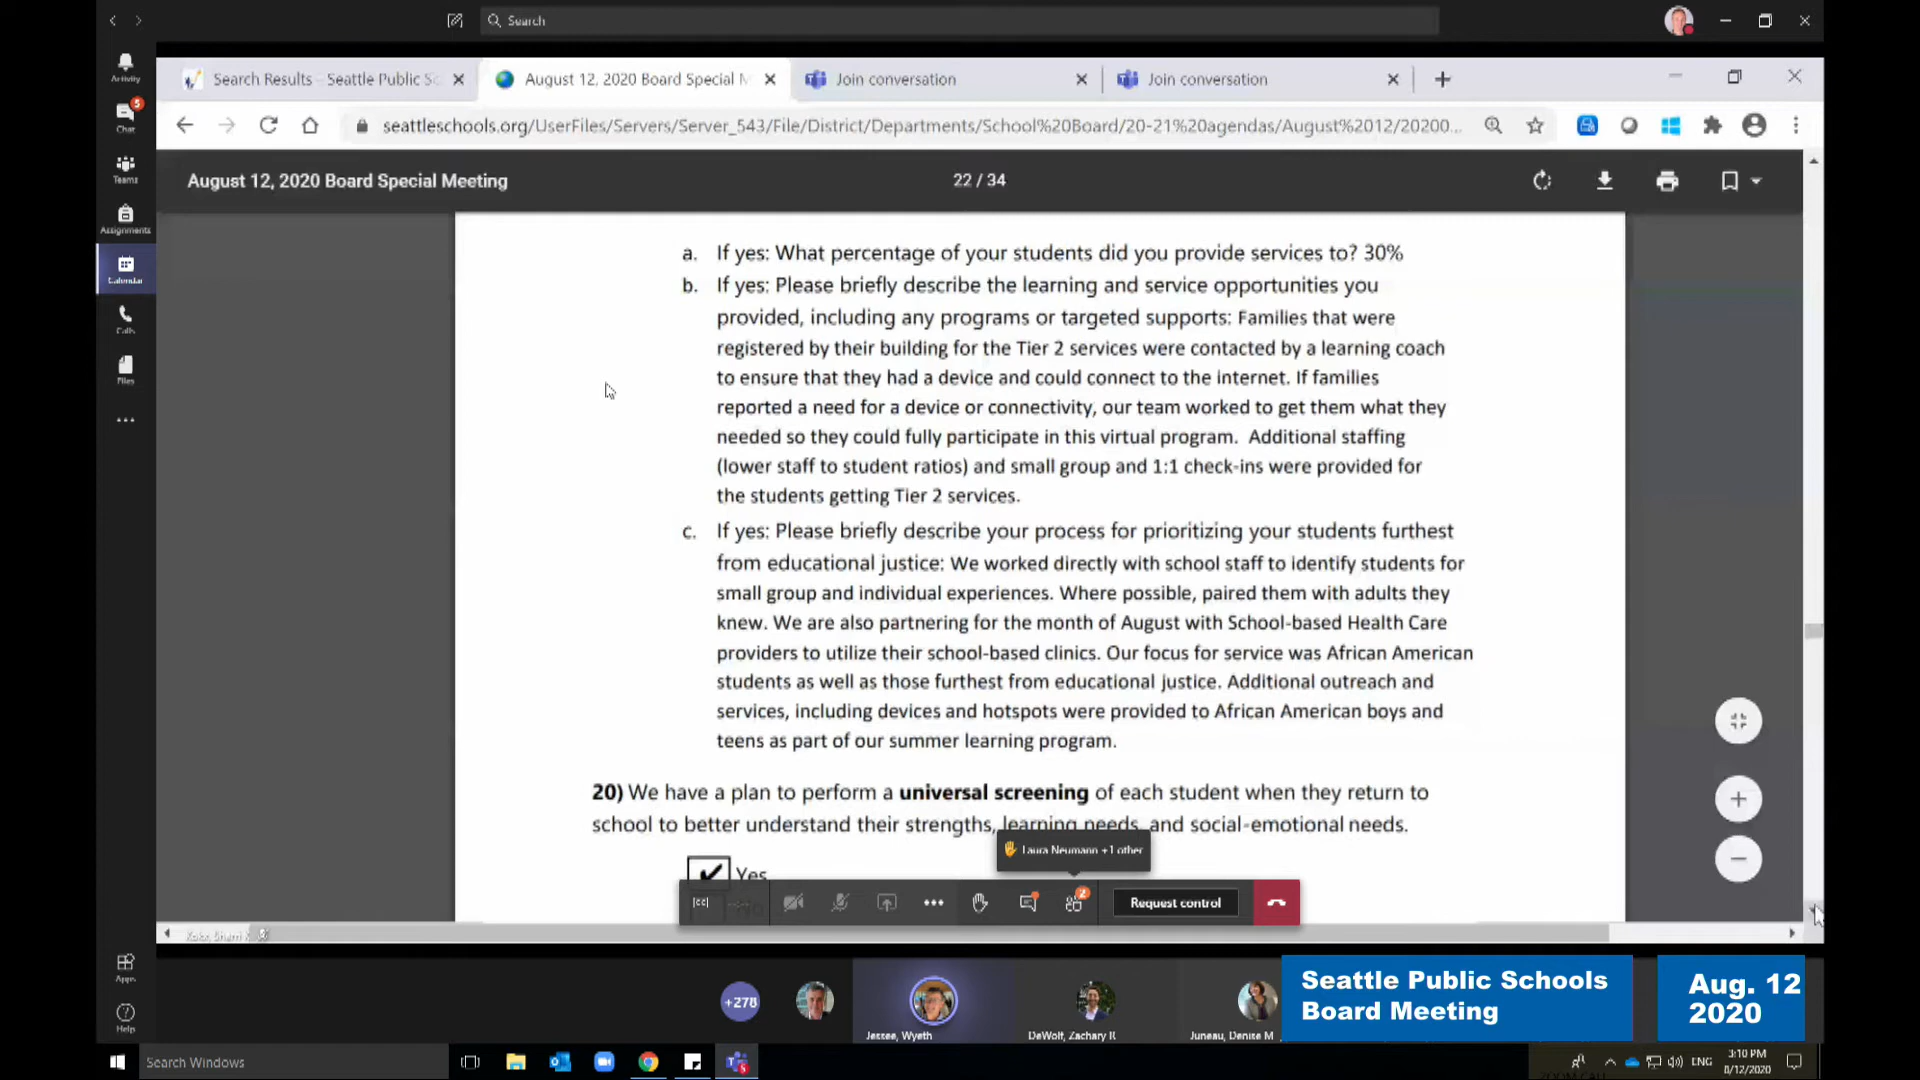 Search
Activity
5
Chat
Teams
Assignments
Calendar
Calls
Files
Apps
Help
Search Results - Seattle Public Sc
August 12, 2020 Board Special M
Join conversation
Join conversation
seattleschools.org/UserFiles/Servers/Server_543/File/District/Departments/School%20Board/20-21%20agendas/August%2012/20200...
August 12, 2020 Board Special Meeting
22 / 34
a. If yes: What percentage of your students did you provide services to? 30%
b. If yes: Please briefly describe the learning and service opportunities you
provided, including any programs or targeted supports: Families that were
registered by their building for the Tier 2 services were contacted by a learning coach
to ensure that they had a device and could connect to the internet. If families
reported a need for a device or connectivity, our team worked to get them what they
needed so they could fully participate in this virtual program. Additional staffing
(lower staff to student ratios) and small group and 1:1 check-ins were provided for
the students getting Tier 2 services.
c. If yes: Please briefly describe your process for prioritizing your students furthest
from educational justice: We worked directly with school staff to identify students for
small group and individual experiences. Where possible, paired them with adults they
knew. We are also partnering for the month of August with School-based Health Care
providers to utilize their school-based clinics. Our focus for service was African American
students as well as those furthest from educational justice. Additional outreach and
services, including devices and hotspots were provided to African American boys and
teens as part of our summer learning program.
20) We have a plan to perform a universal screening of each student when they return to
school to better understand their strengths, learning needs, and social-emotional needs.
Laura Neumann +1 other
Yes
No
2
Request control
+278
Jessee, Wyeth
DeWolf, Zachary R
Juneau, Denise M
Seattle Public Schools
Board Meeting
Aug. 12
2020
Search Windows
ENG
3:10 PM
8/12/2020